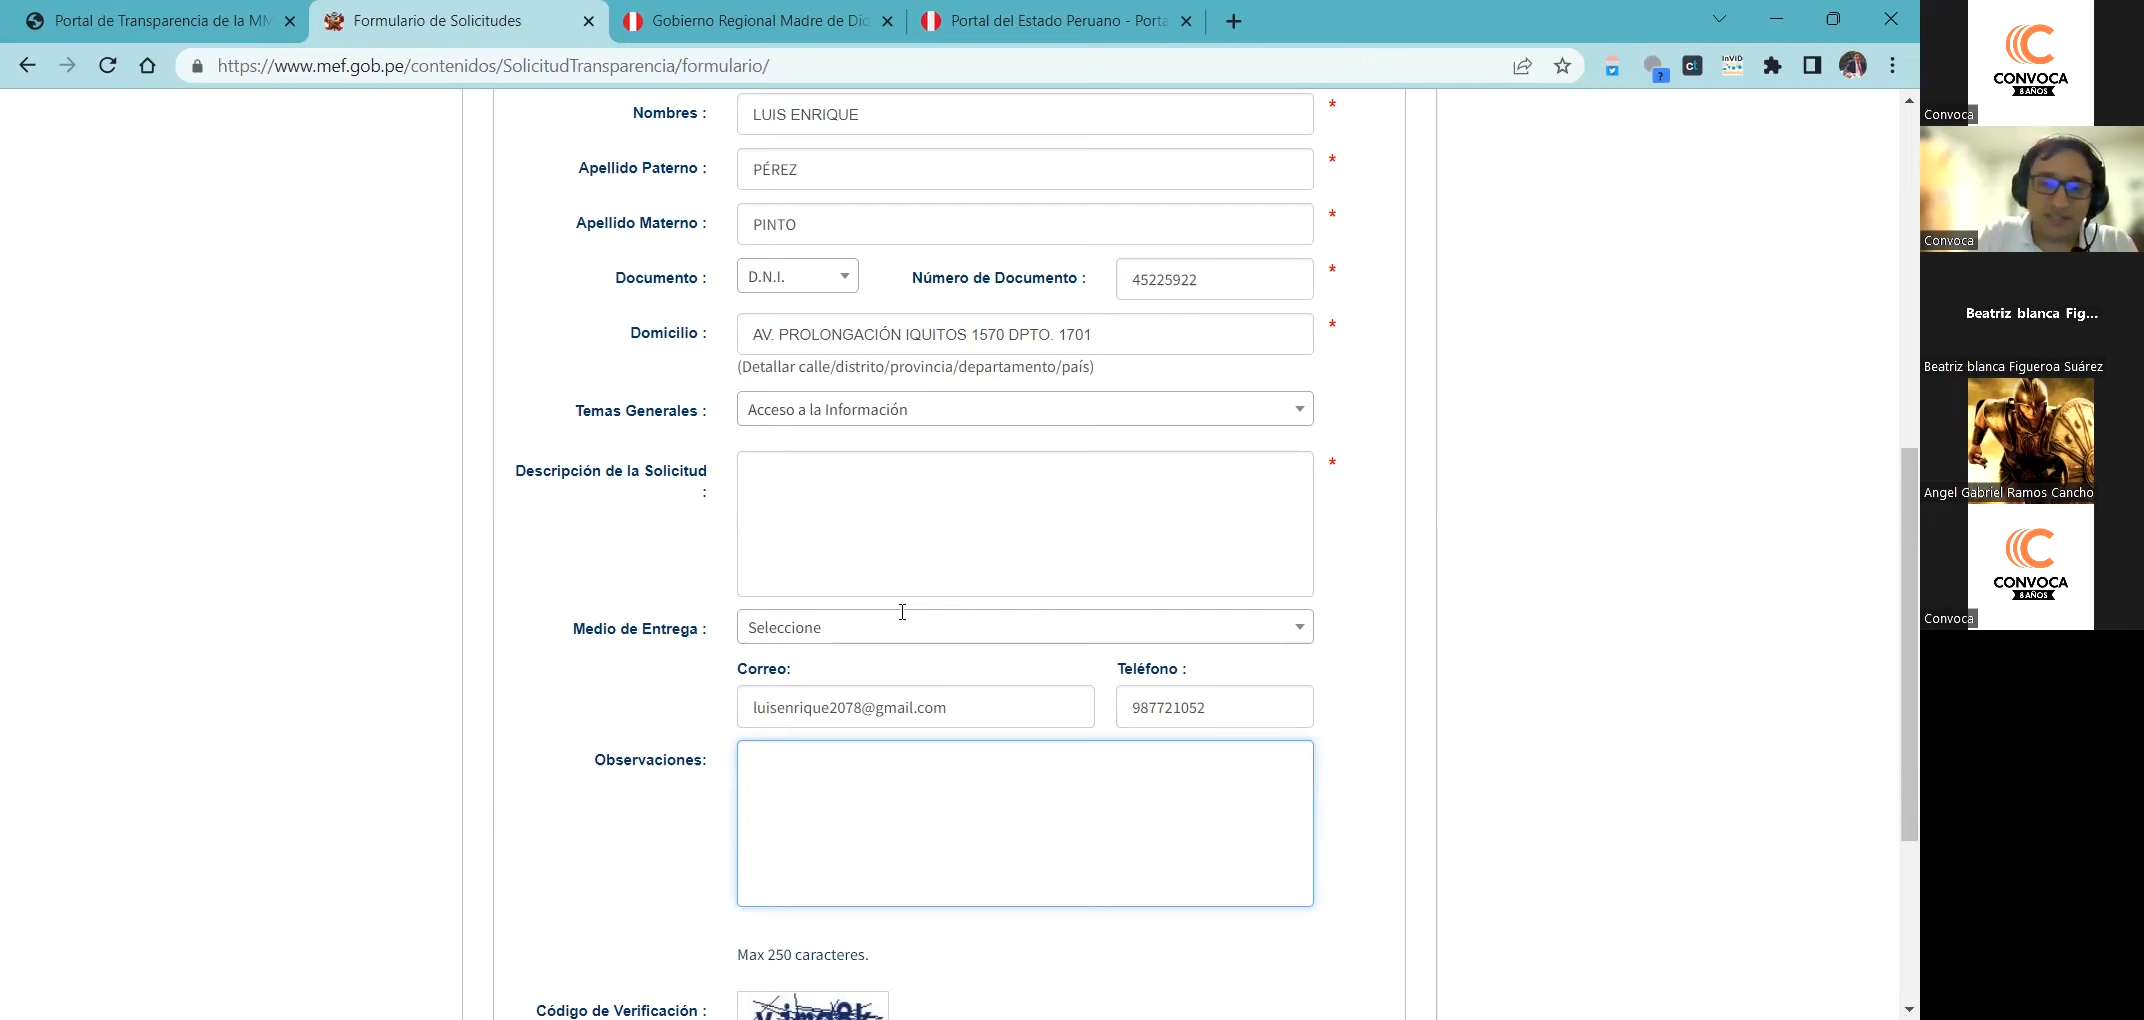 Portal de Transparencia de la MM
Formulario de Solicitudes
Gobierno Regional Madre de Dio
Portal del Estado Peruano - Porta
https://www.mef.gob.pe/contenidos/SolicitudTransparencia/formulario/
?
ct
InVID
Nombres :
LUIS ENRIQUE
*
Apellido Paterno :
PÉREZ
*
Apellido Materno :
PINTO
*
Documento :
D.N.I.
Número de Documento :
45225922
*
Domicilio :
AV. PROLONGACIÓN IQUITOS 1570 DPTO. 1701
*
(Detallar calle/distrito/provincia/departamento/país)
Temas Generales :
Acceso a la Información
Descripción de la Solicitud
:
*
Medio de Entrega :
Seleccione
Correo:
Teléfono :
luisenrique2078@gmail.com
987721052
Observaciones:
Max 250 caracteres.
Código de Verificación :
CONVOCA
8 AÑOS
Convoca
Convoca
Beatriz blanca Fig...
Beatriz blanca Figueroa Suárez
Angel Gabriel Ramos Cancho
CONVOCA
8 AÑOS
Convoca